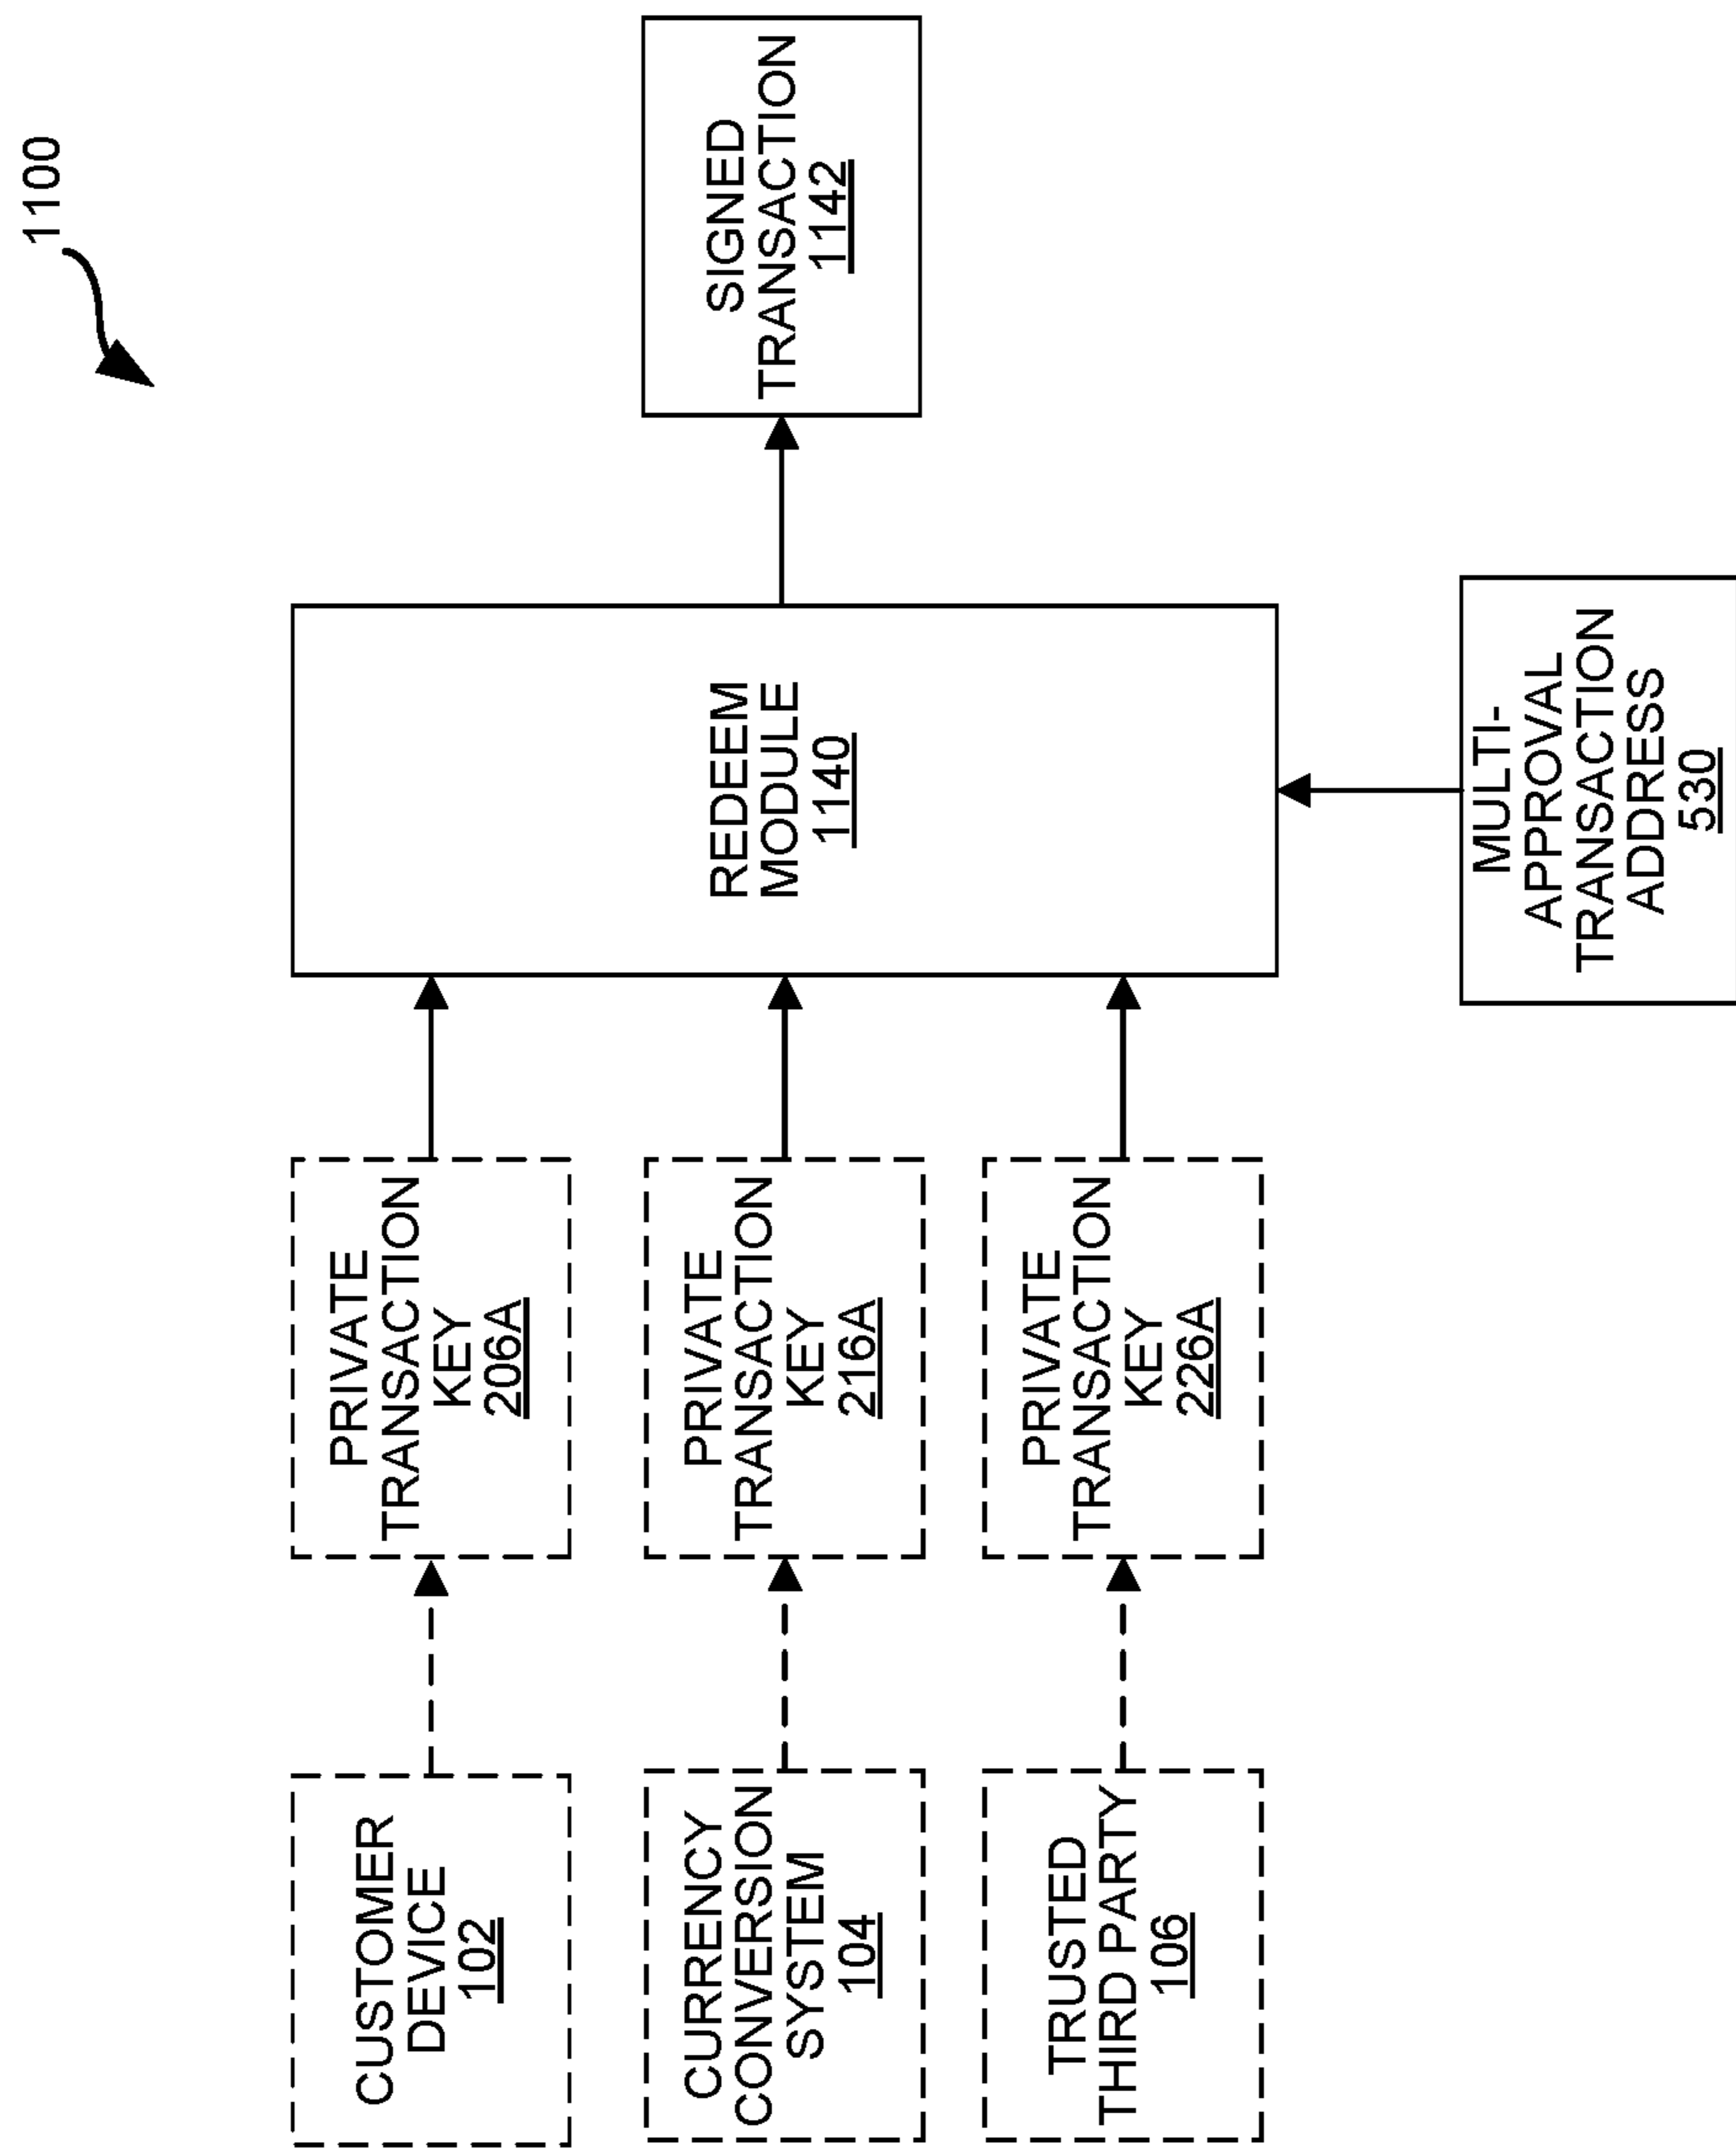 1100
CUSTOMER
DEVICE
102
PRIVATE
TRANSACTION
KEY
206A
CURRENCY
CONVERSION
SYSTEM
104
PRIVATE
TRANSACTION
KEY
216A
TRUSTED
THIRD PARTY
106
PRIVATE
TRANSACTION
KEY
226A
REDEEM
MODULE
1140
SIGNED
TRANSACTION
1142
MULTI-
APPROVAL
TRANSACTION
ADDRESS
530